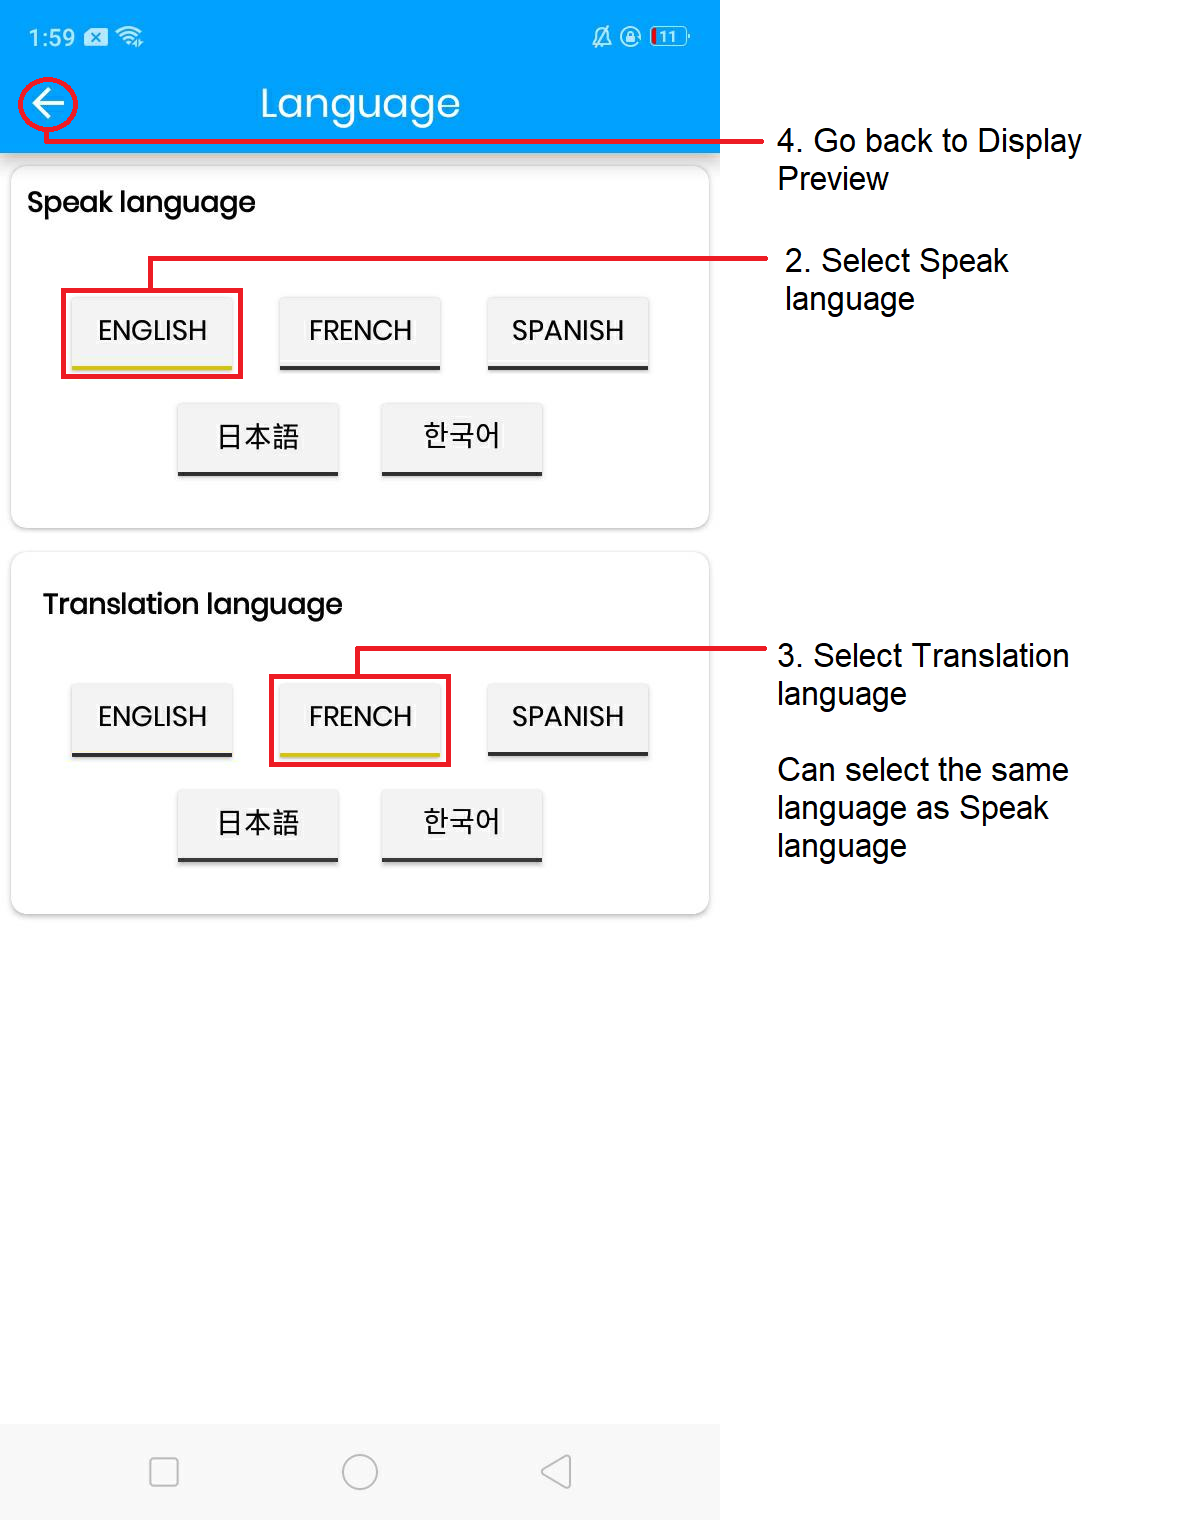 1:59
11
Language
4. Go back to Display
Preview
Speak language
2. Select Speak
language
ENGLISH FRENCH SPANISH
日本語 한국어
Translation language
3. Select Translation
language
ENGLISH FRENCH SPANISH
Can select the same
language as Speak
language
日本語 한국어